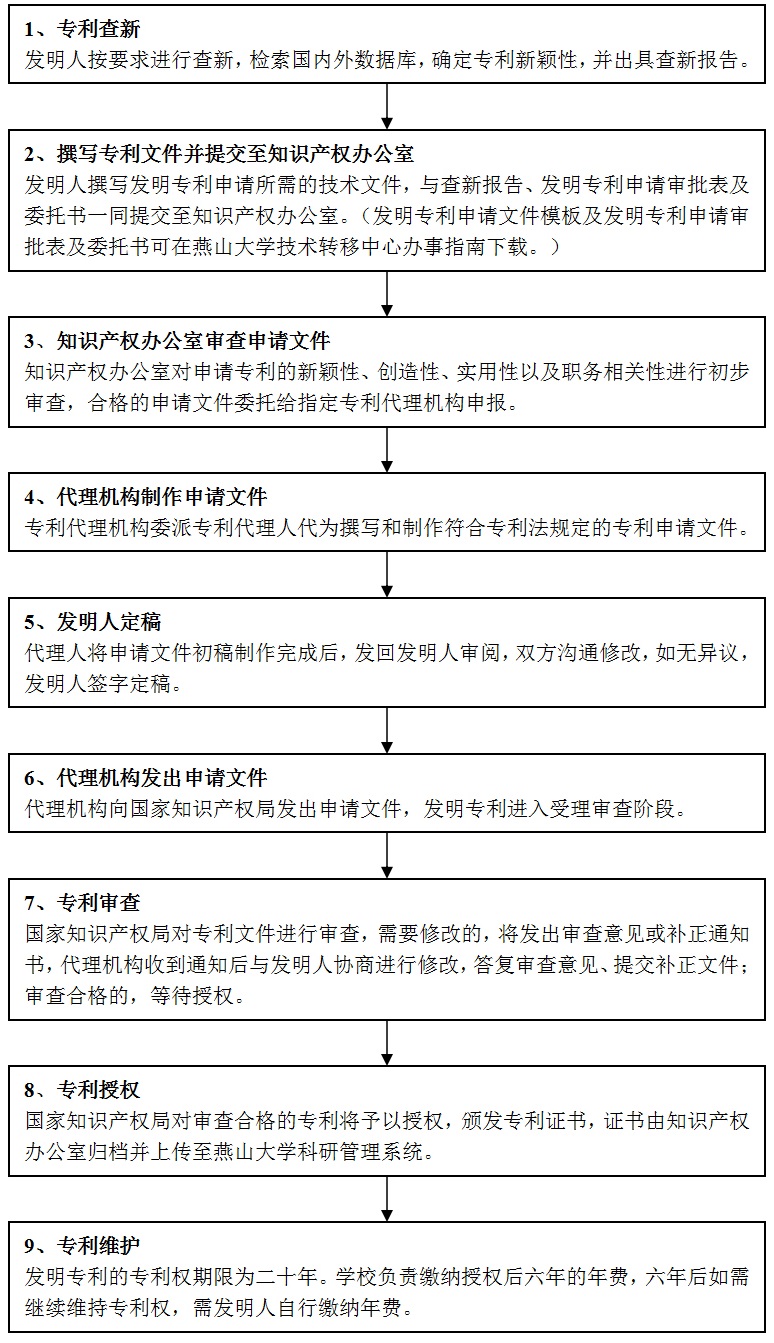 1、专利查新
发明人按要求进行查新，检索国内外数据库，确定专利新颖性，并出具查新报告。
2、撰写专利文件并提交至知识产权办公室
发明人撰写发明专利申请所需的技术文件，与查新报告、发明专利申请审批表及
委托书一同提交至知识产权办公室。（发明专利申请文件模板及发明专利申请审
批表及委托书可在燕山大学技术转移中心办事指南下载。）
3、知识产权办公室审查申请文件
知识产权办公室对申请专利的新颖性、创造性、实用性以及职务相关性进行初步
审查，合格的申请文件委托给指定专利代理机构申报。
4、代理机构制作申请文件
专利代理机构委派专利代理人代为撰写和制作符合专利法规定的专利申请文件。
5、发明人定稿
代理人将申请文件初稿制作完成后，发回发明人审阅，双方沟通修改，如无异议，
发明人签字定稿。
6、代理机构发出申请文件
代理机构向国家知识产权局发出申请文件，发明专利进入受理审查阶段。
7、专利审查
国家知识产权局对专利文件进行审查，需要修改的，将发出审查意见或补正通知
书，代理机构收到通知后与发明人协商进行修改，答复审查意见、提交补正文件；
审查合格的，等待授权。
8、专利授权
国家知识产权局对审查合格的专利将予以授权，颁发专利证书，证书由知识产权
办公室归档并上传至燕山大学科研管理系统。
9、专利维护
发明专利的专利权期限为二十年。学校负责缴纳授权后六年的年费，六年后如需
继续维持专利权，需发明人自行缴纳年费。